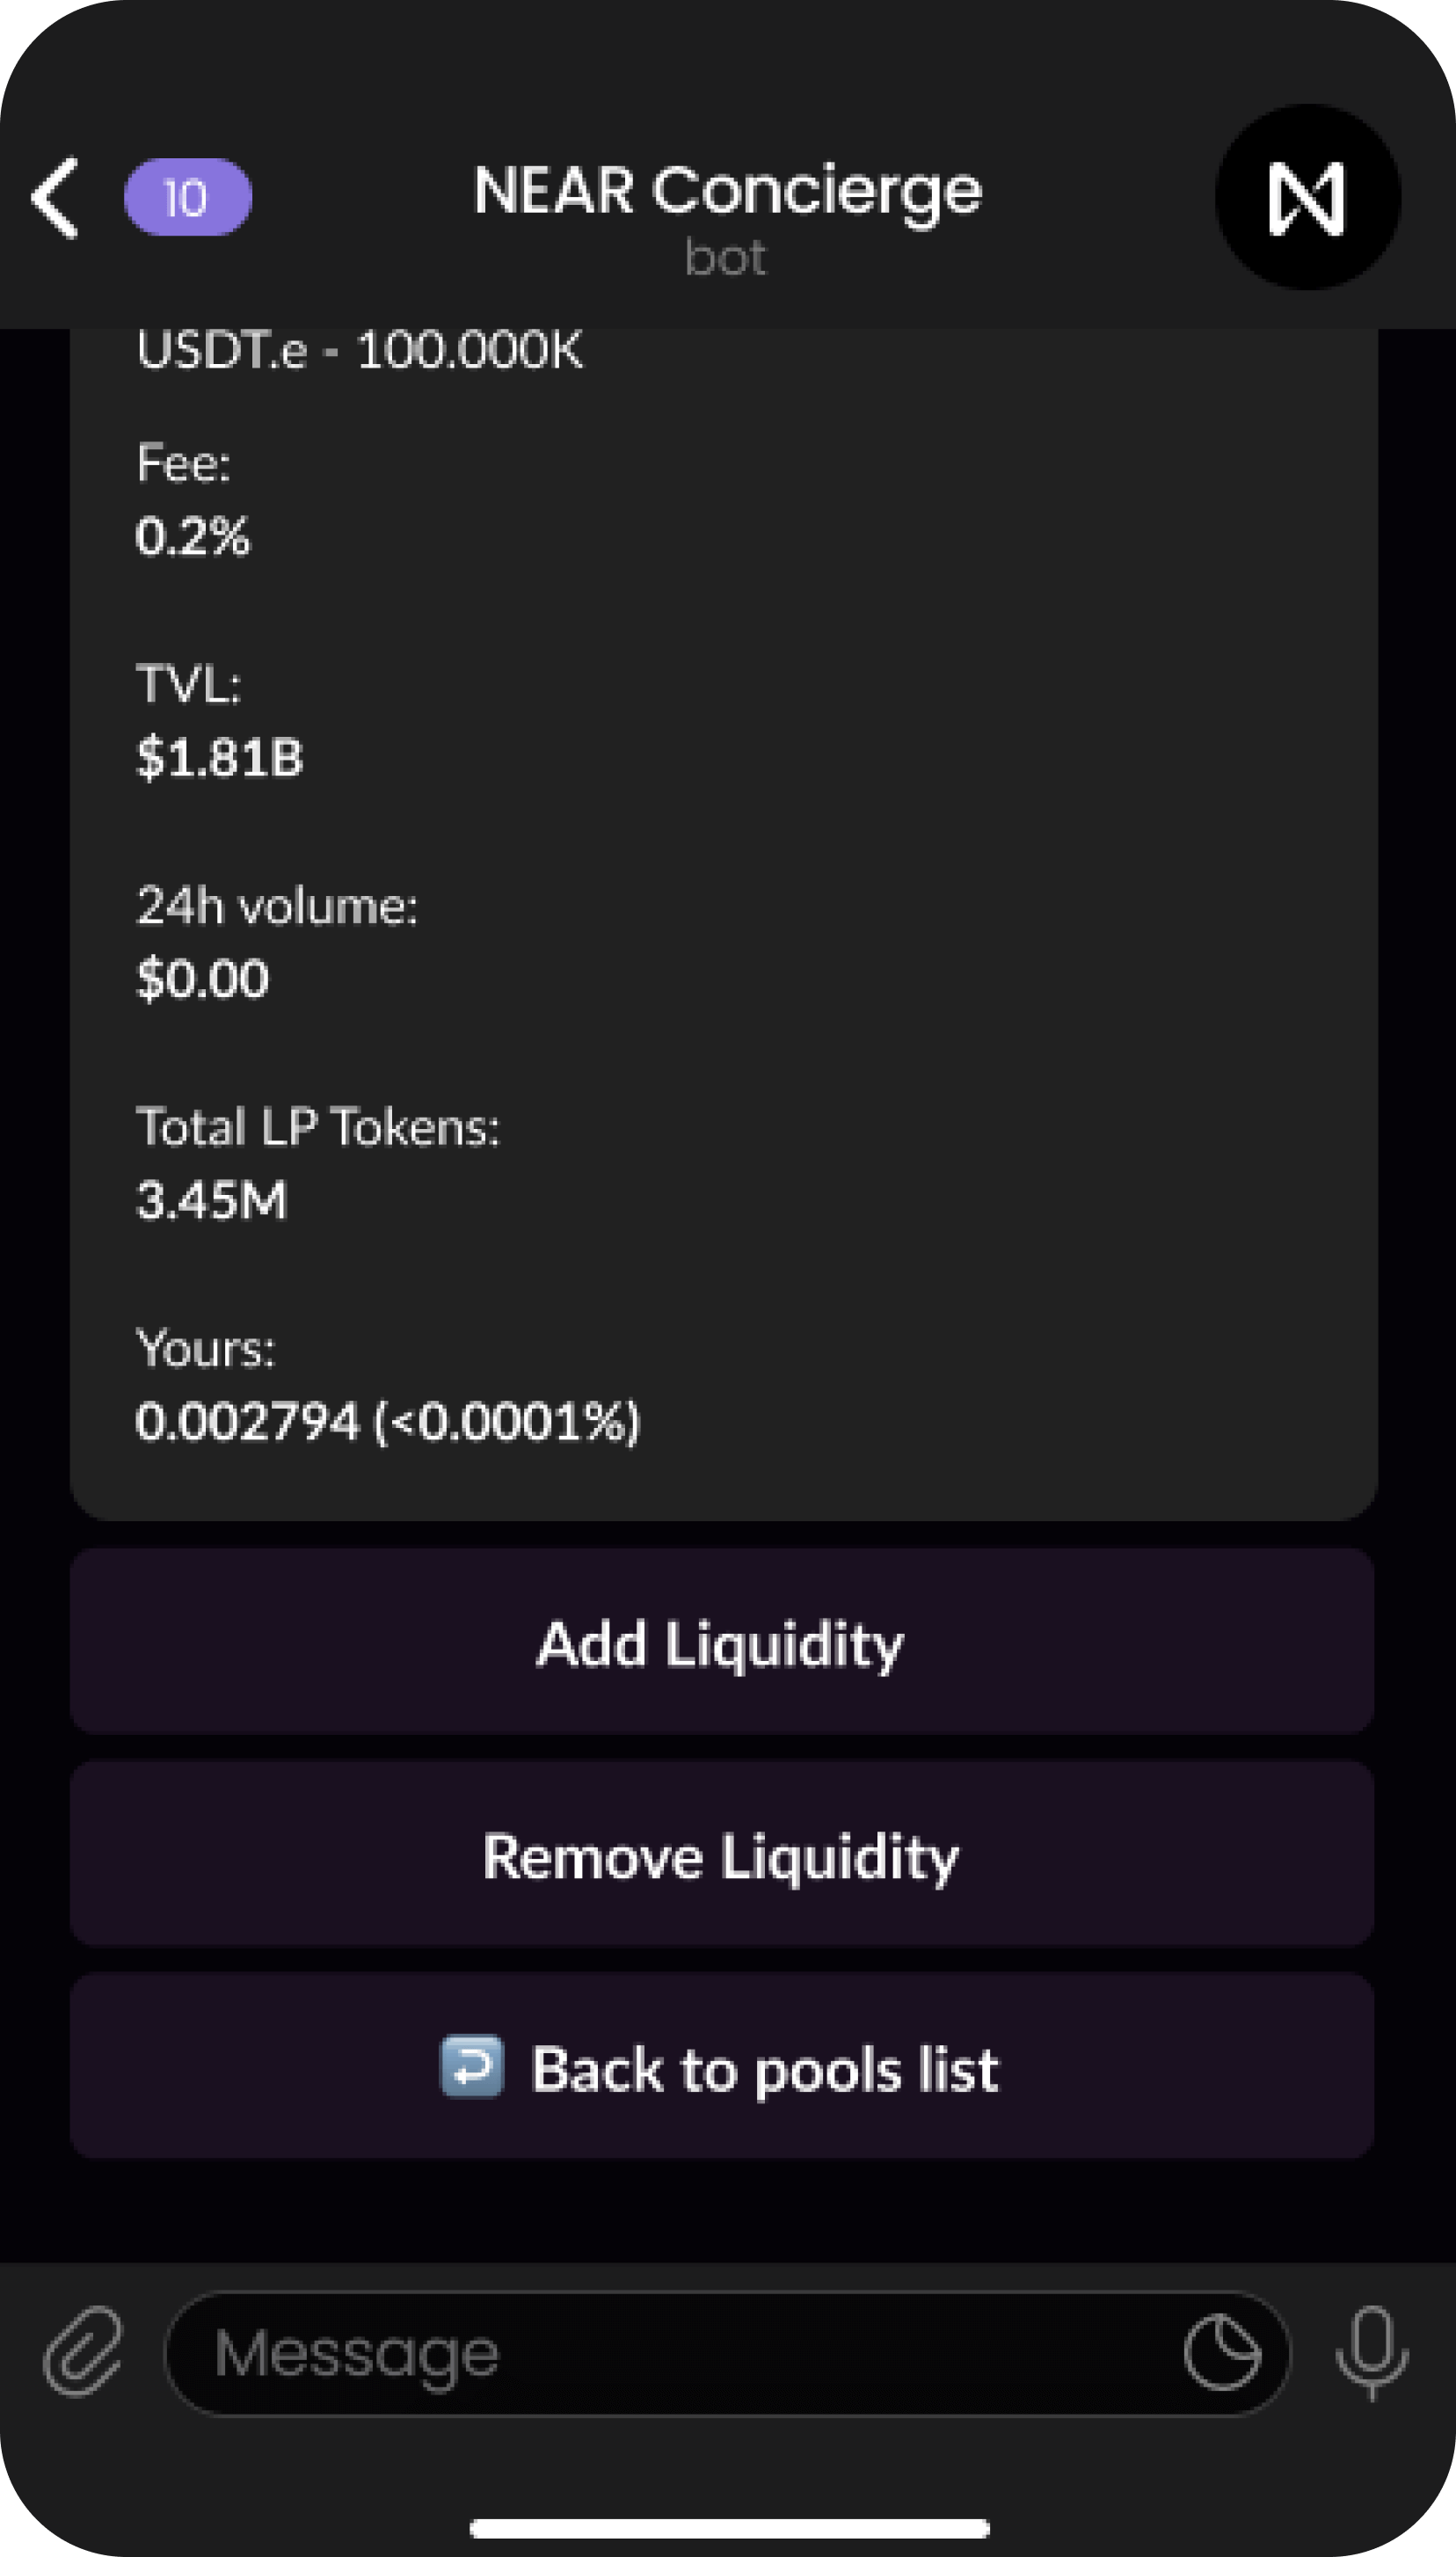 10
NEAR Concierge
bot
USDT.e - 100.000K
Fee:
0.2%
TVL:
$1.81B
24h volume:
$0.00
Total LP Tokens:
3.45M
Yours:
0.002794 (<0.0001%)
Add Liquidity
Remove Liquidity
Back to pools list
Message